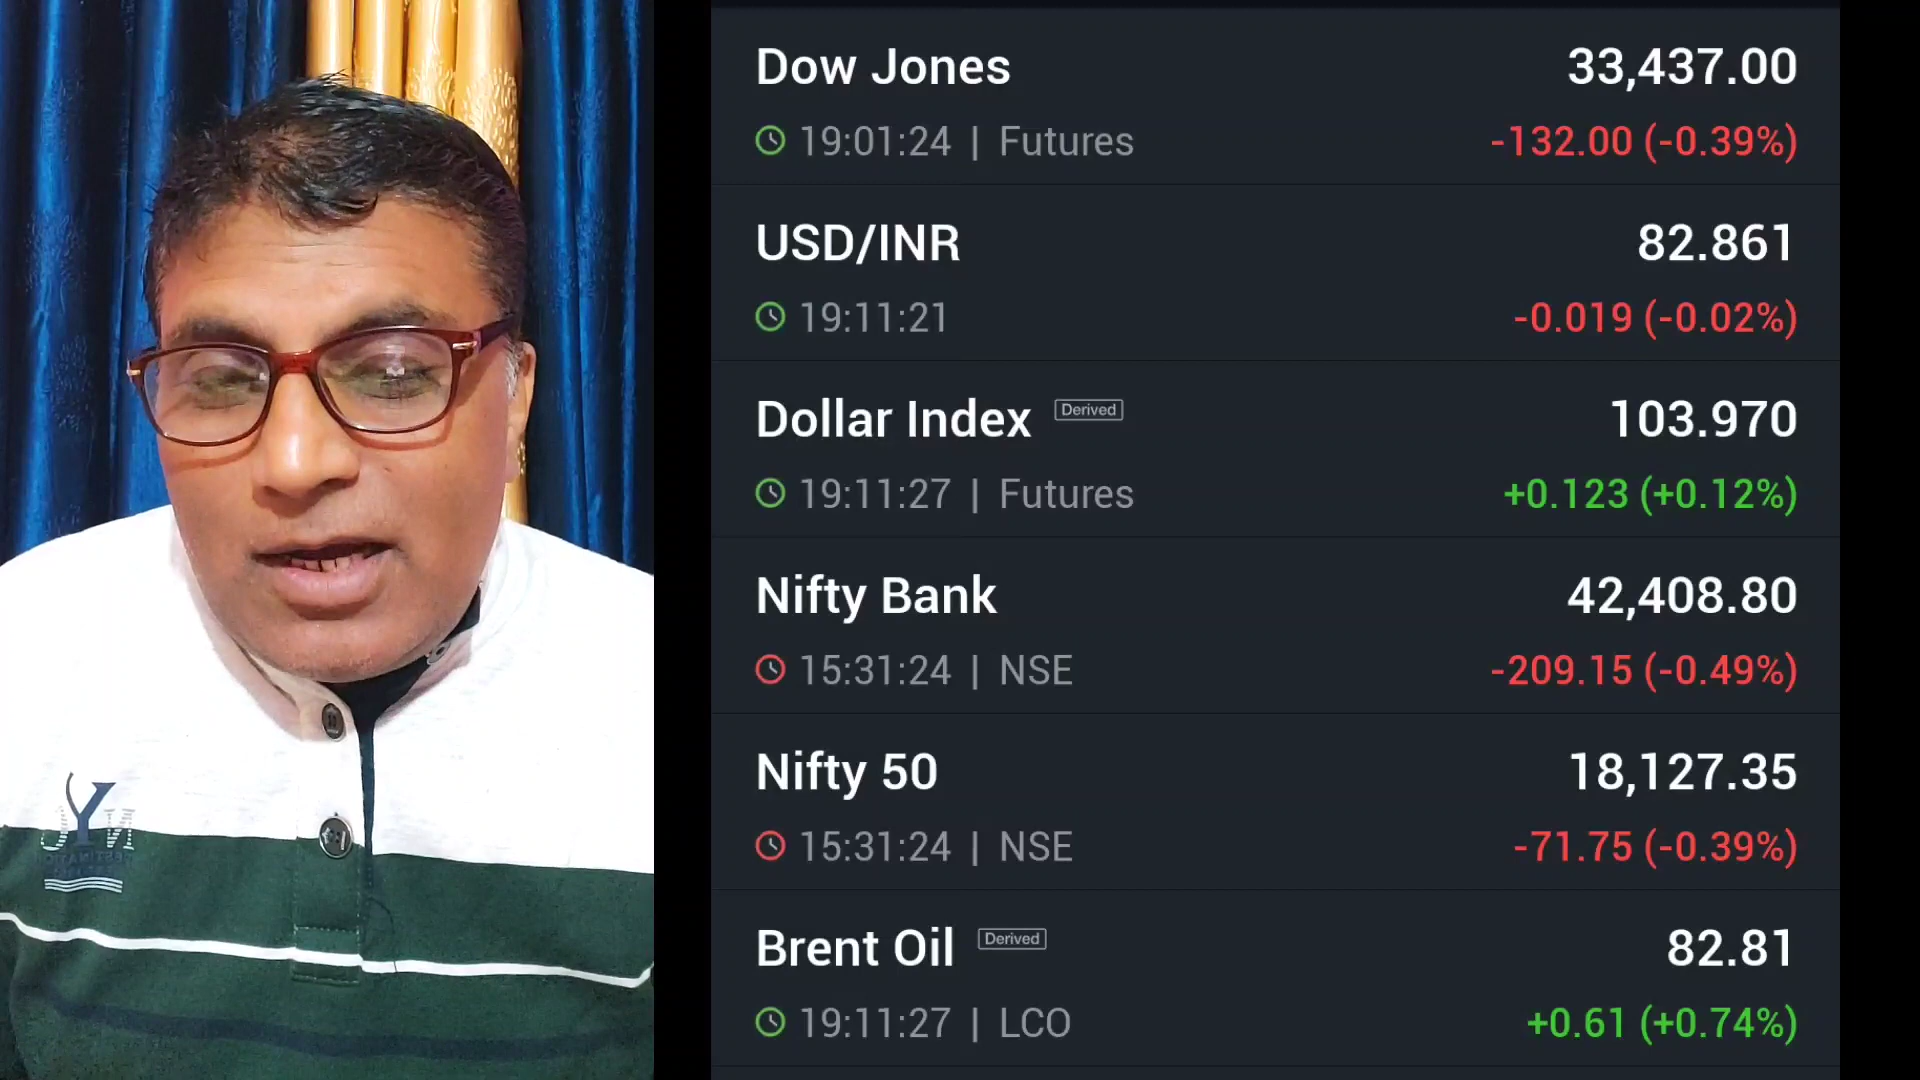 Dow Jones 33,437.00
19:01:24 | Futures -132.00 (-0.39%)
USD/INR 82.861
19:11:21 -0.019 (-0.02%)
Dollar Index Derived 103.970
19:11:27 | Futures +0.123 (+0.12%)
Nifty Bank 42,408.80
15:31:24 | NSE -209.15 (-0.49%)
Nifty 50 18,127.35
15:31:24 | NSE -71.75 (-0.39%)
Brent Oil Derived 82.81
19:11:27 | LCO +0.61 (+0.74%)